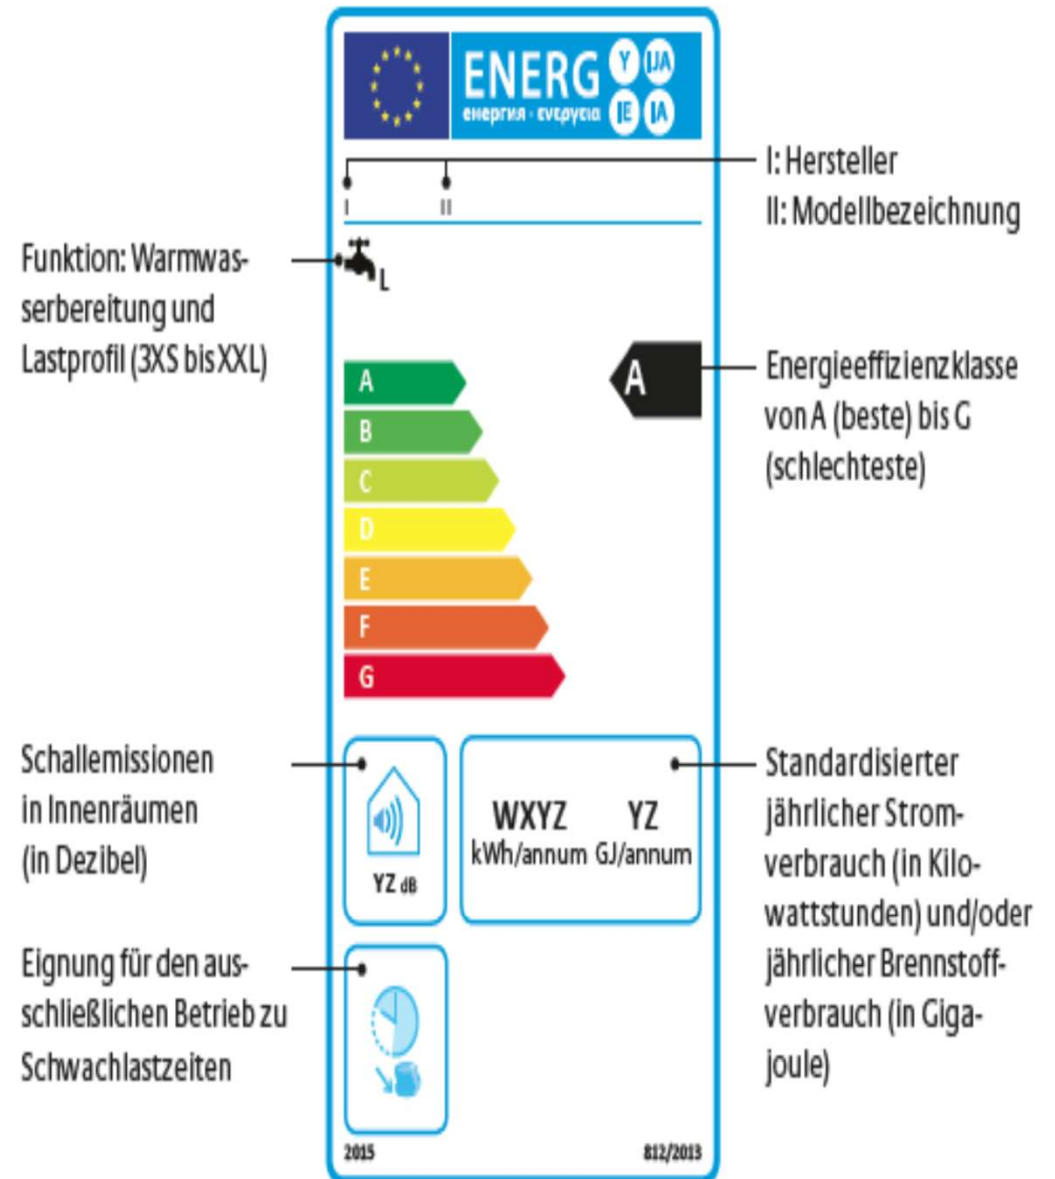 ENERG
Y IJA
IE IA
енергия · ενεργεια
I: Hersteller
II: Modellbezeichnung
I II
Funktion: Warmwas-
serbereitung und
Lastprofil (3XS bis XXL)
L
A
Energieeffizienzklasse
von A (beste) bis G
(schlechteste)
A
B
C
D
E
F
G
Schallemissionen
in Innenräumen
(in Dezibel)
YZ dB
WXYZ YZ
kWh/annum GJ/annum
Standardisierter
jährlicher Strom-
verbrauch (in Kilo-
wattstunden) und/oder
jährlicher Brennstoff-
verbrauch (in Giga-
joule)
Eignung für den aus-
schließlichen Betrieb zu
Schwachlastzeiten
2015 812/2013